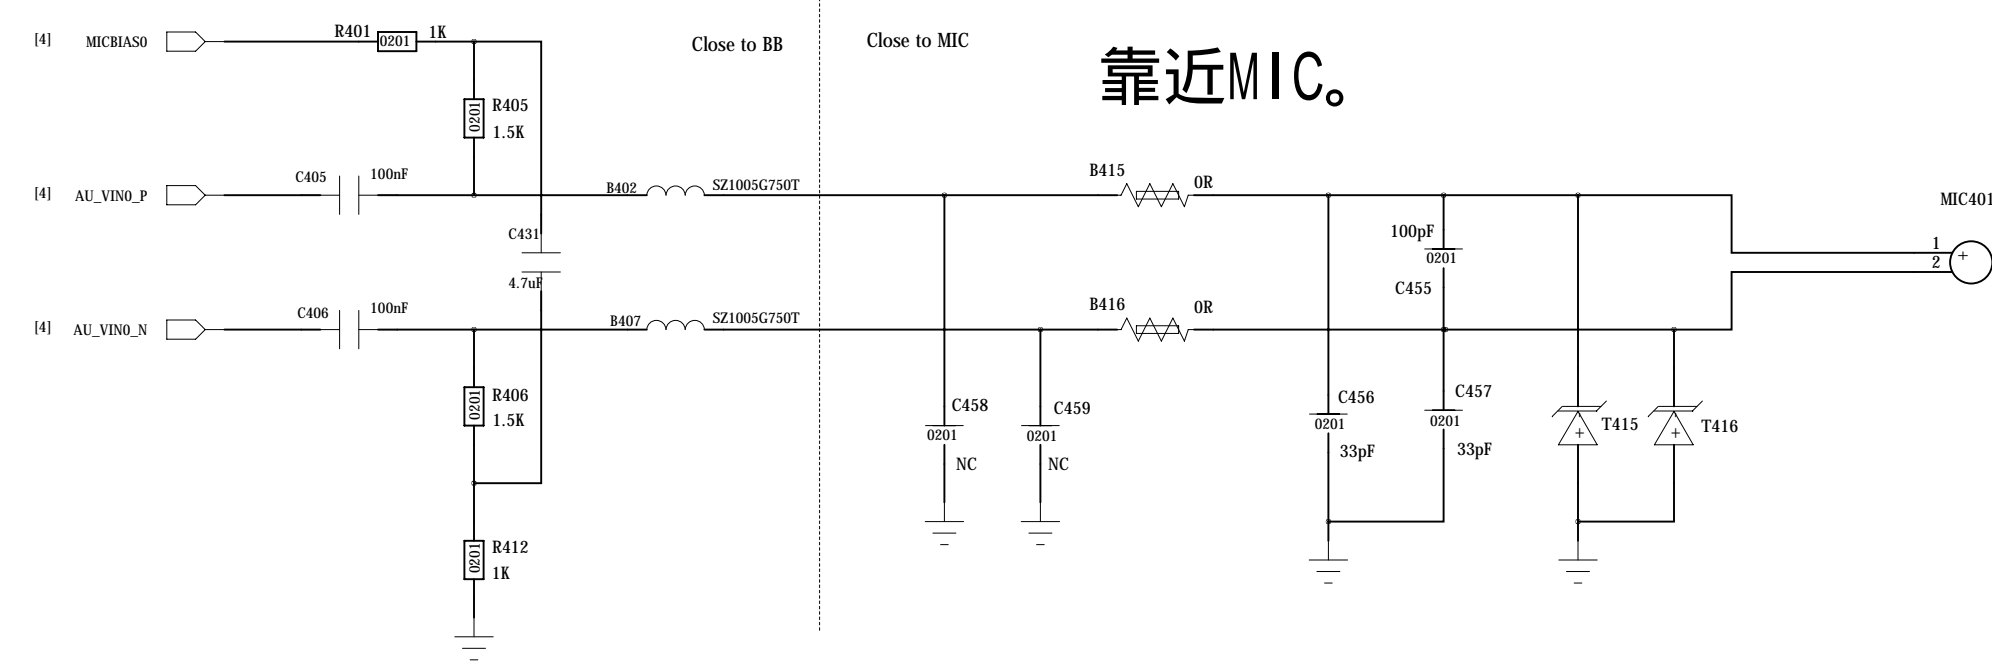 [4] MICBIAS0 R401 0201 1K Close to BB Close to MIC
靠近MIC。
0201 R405
1.5K
[4] AU_VIN0_P C405 100nF B402 SZ1005G750T B415 0R MIC401
C431
4.7uF
100pF
0201
C455
1
2
+
[4] AU_VIN0_N C406 100nF B407 SZ1005G750T B416 0R
0201 R406
1.5K
C458
0201
NC
C459
0201
NC
C456
0201
33pF
C457
0201
33pF
+ T415
+ T416
0201 R412
1K